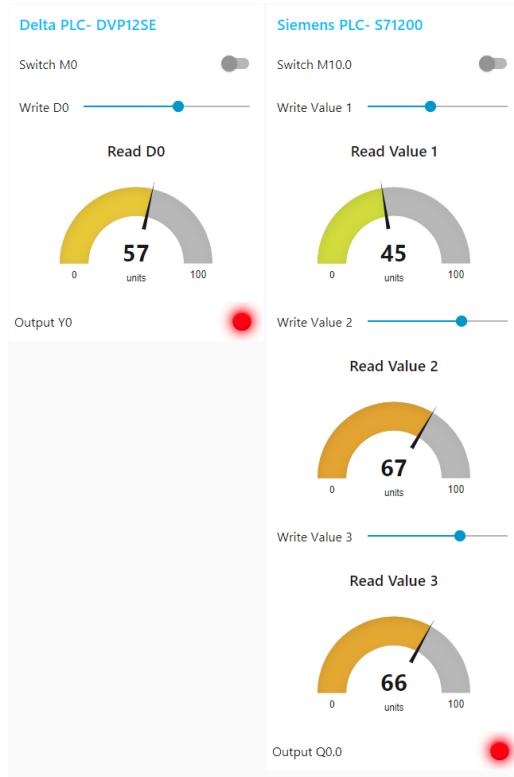 Delta PLC- DVP12SE
Switch M0
Write D0
Read D0
57
0
units
100
Output Y0
Siemens PLC- S71200
Switch M10.0
Write Value 1
Read Value 1
45
0
units
100
Write Value 2
Read Value 2
67
0
units
100
Write Value 3
Read Value 3
66
0
units
100
Output Q0.0